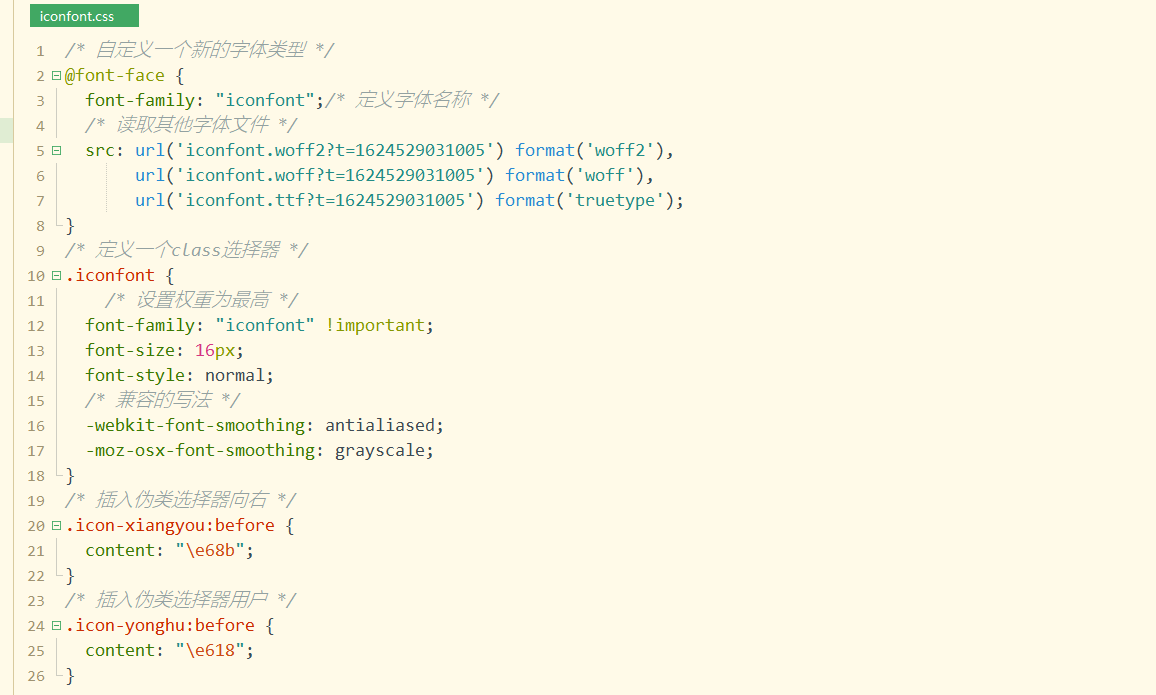 iconfont.css
1 /* 自定义一个新的字体类型 */
2 @font-face {
3 font-family: "iconfont";/* 定义字体名称 */
4 /* 读取其他字体文件 */
5 src: url('iconfont.woff2?t=1624529031005') format('woff2'),
6 url('iconfont.woff?t=1624529031005') format('woff'),
7 url('iconfont.ttf?t=1624529031005') format('truetype');
8 }
9 /* 定义一个class选择器 */
10 .iconfont {
11 /* 设置权重为最高 */
12 font-family: "iconfont" !important;
13 font-size: 16px;
14 font-style: normal;
15 /* 兼容的写法 */
16 -webkit-font-smoothing: antialiased;
17 -moz-osx-font-smoothing: grayscale;
18 }
19 /* 插入伪类选择器向右 */
20 .icon-xiangyou:before {
21 content: "\e68b";
22 }
23 /* 插入伪类选择器用户 */
24 .icon-yonghu:before {
25 content: "\e618";
26 }